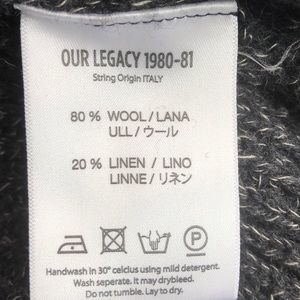 OUR LEGACY 1980-81
String Origin ITALY
80 % WOOL / LANA
ULL / ウール
20 % LINEN / LINO
LINNE / リネン
P
Handwash in 30° celcius using mild detergent.
Wash seperate. It may drybleed.
Do not tumble. Lay to dry.